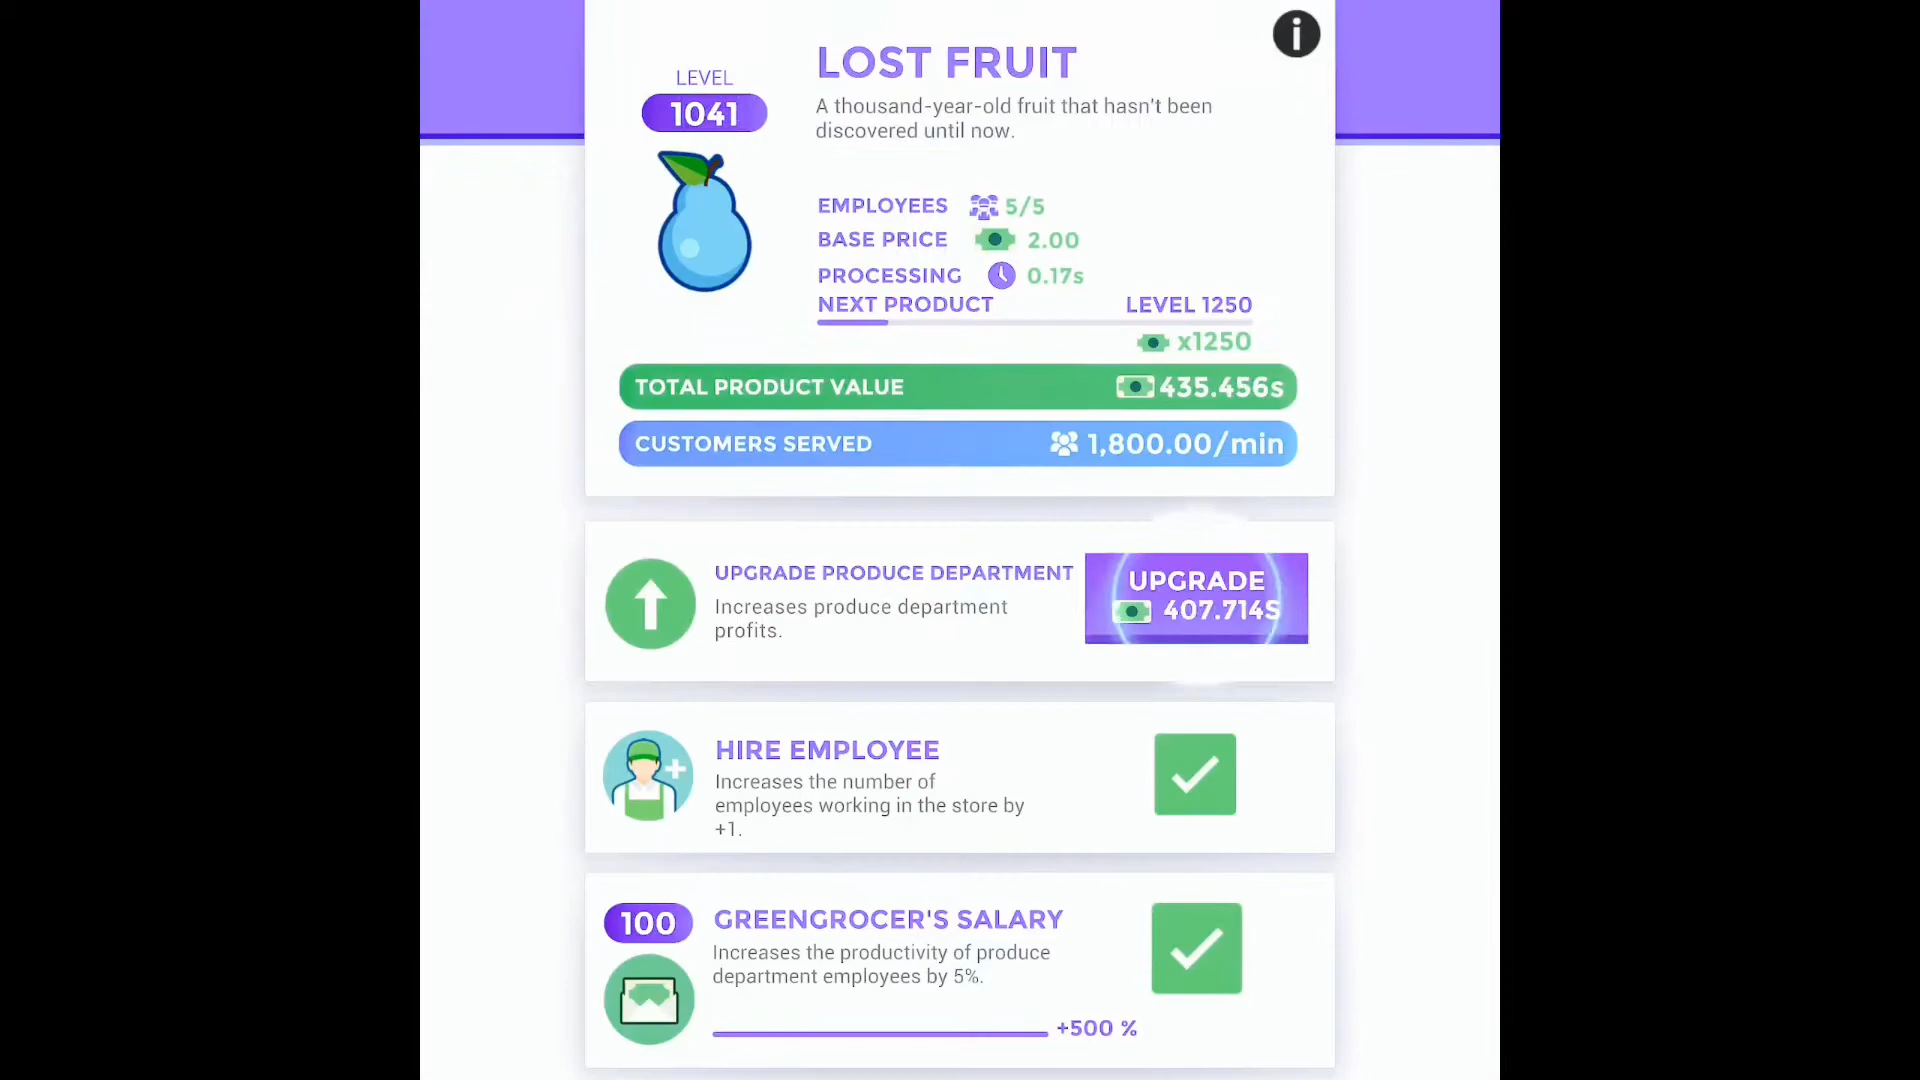 LOST FRUIT
LEVEL
1041
A thousand-year-old fruit that hasn't been
discovered until now.
EMPLOYEES 5/5
BASE PRICE 2.00
PROCESSING 0.17s
NEXT PRODUCT LEVEL 1250
x1250
TOTAL PRODUCT VALUE 435.456s
CUSTOMERS SERVED 1,800.00/min
UPGRADE PRODUCE DEPARTMENT
Increases produce department
profits.
UPGRADE
407.714S
HIRE EMPLOYEE
Increases the number of
employees working in the store by
+1.
100
GREENGROCER'S SALARY
Increases the productivity of produce
department employees by 5%.
+500 %